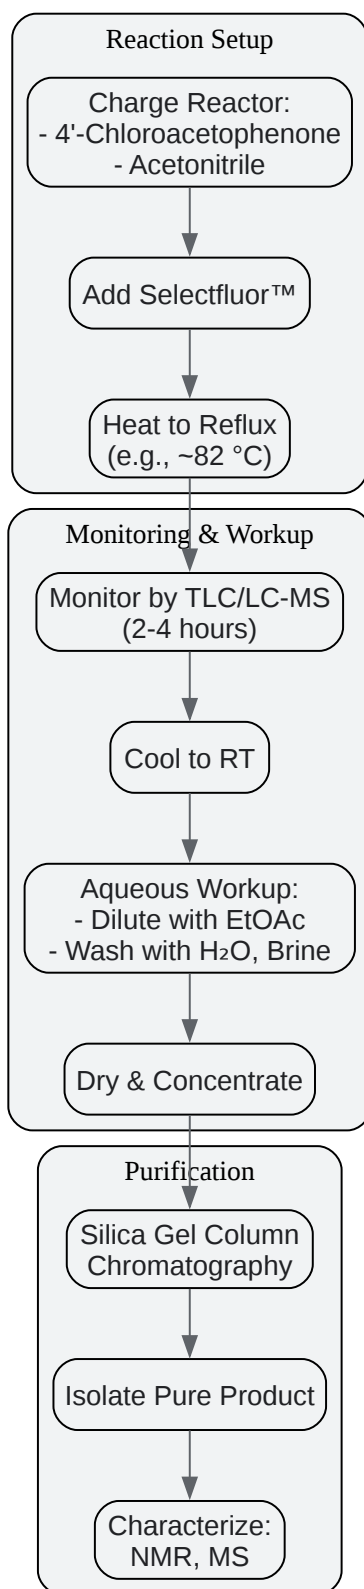 Reaction Setup
Charge Reactor:
- 4'-Chloroacetophenone
- Acetonitrile
Add Selectfluor™
Heat to Reflux
(e.g., ~82 °C)
Monitoring & Workup
Monitor by TLC/LC-MS
(2-4 hours)
Cool to RT
Aqueous Workup:
- Dilute with EtOAc
- Wash with H₂O, Brine
Dry & Concentrate
Purification
Silica Gel Column
Chromatography
Isolate Pure Product
Characterize:
NMR, MS